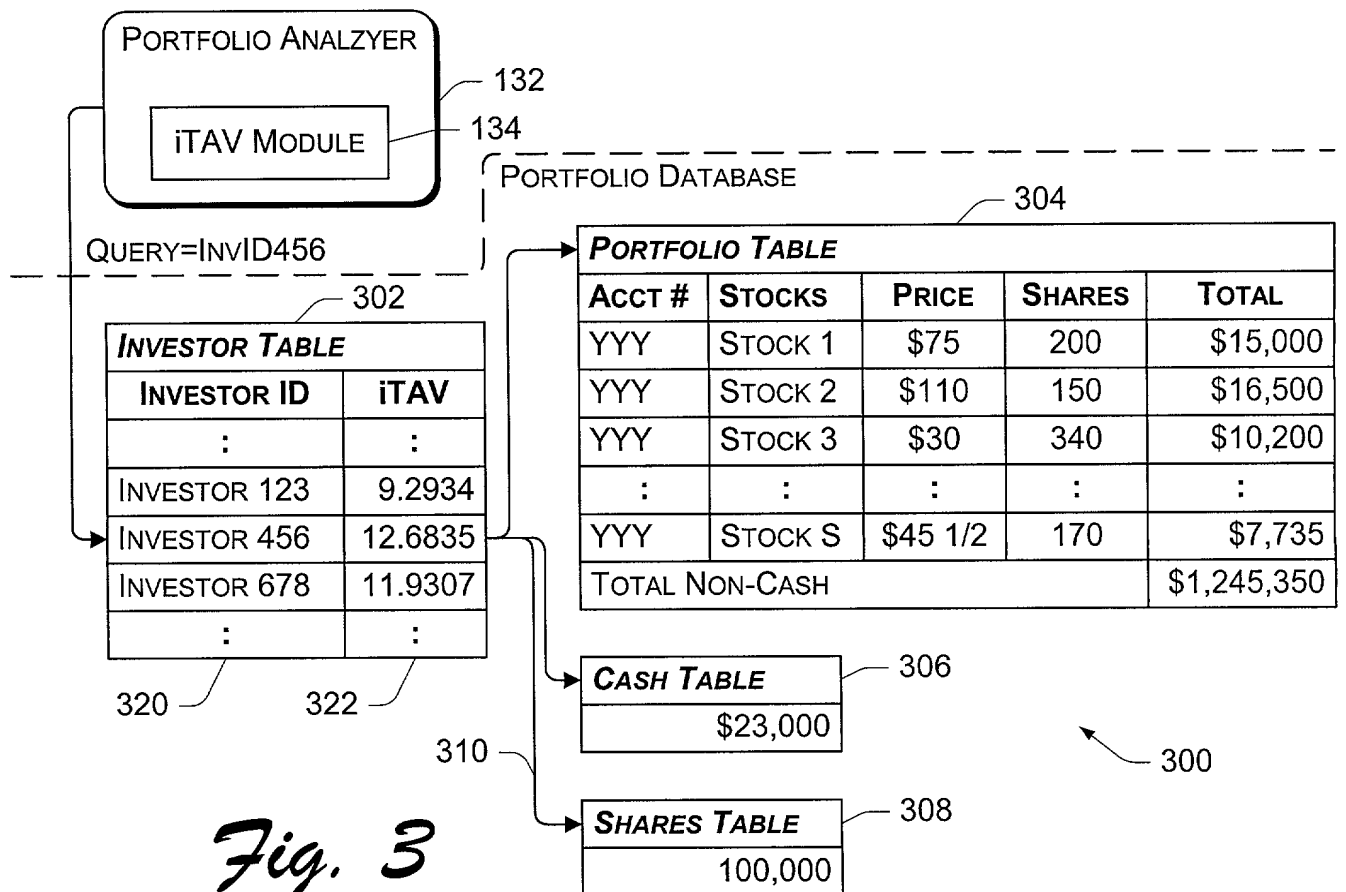 PORTFOLIO ANALZYER
132
iTAV MODULE
134
PORTFOLIO DATABASE
QUERY=INVID456
304
PORTFOLIO TABLE
ACCT # STOCKS PRICE SHARES TOTAL
YYY STOCK 1 $75 200 $15,000
YYY STOCK 2 $110 150 $16,500
YYY STOCK 3 $30 340 $10,200
: : : : :
YYY STOCK S $45 1/2 170 $7,735
TOTAL NON-CASH $1,245,350
302
INVESTOR TABLE
INVESTOR ID iTAV
: :
INVESTOR 123 9.2934
INVESTOR 456 12.6835
INVESTOR 678 11.9307
: :
320 322
CASH TABLE 306
$23,000
310
300
SHARES TABLE 308
100,000
Fig. 3